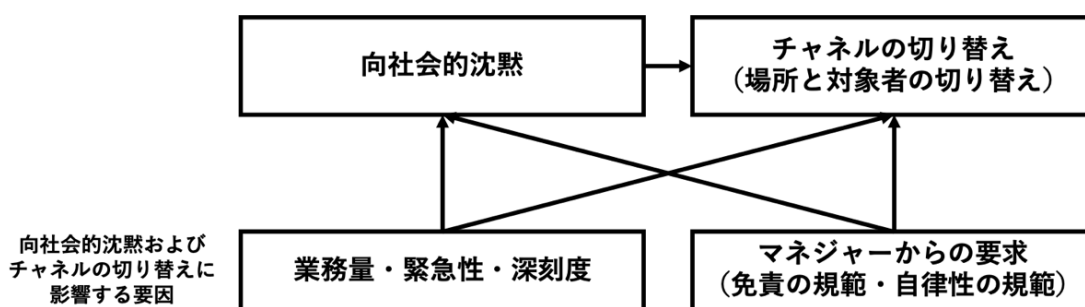 向社会的沈黙
チャネルの切り替え
（場所と対象者の切り替え）
向社会的沈黙および
チャネルの切り替えに
影響する要因
業務量・緊急性・深刻度
マネジャーからの要求
（免責の規範・自律性の規範）